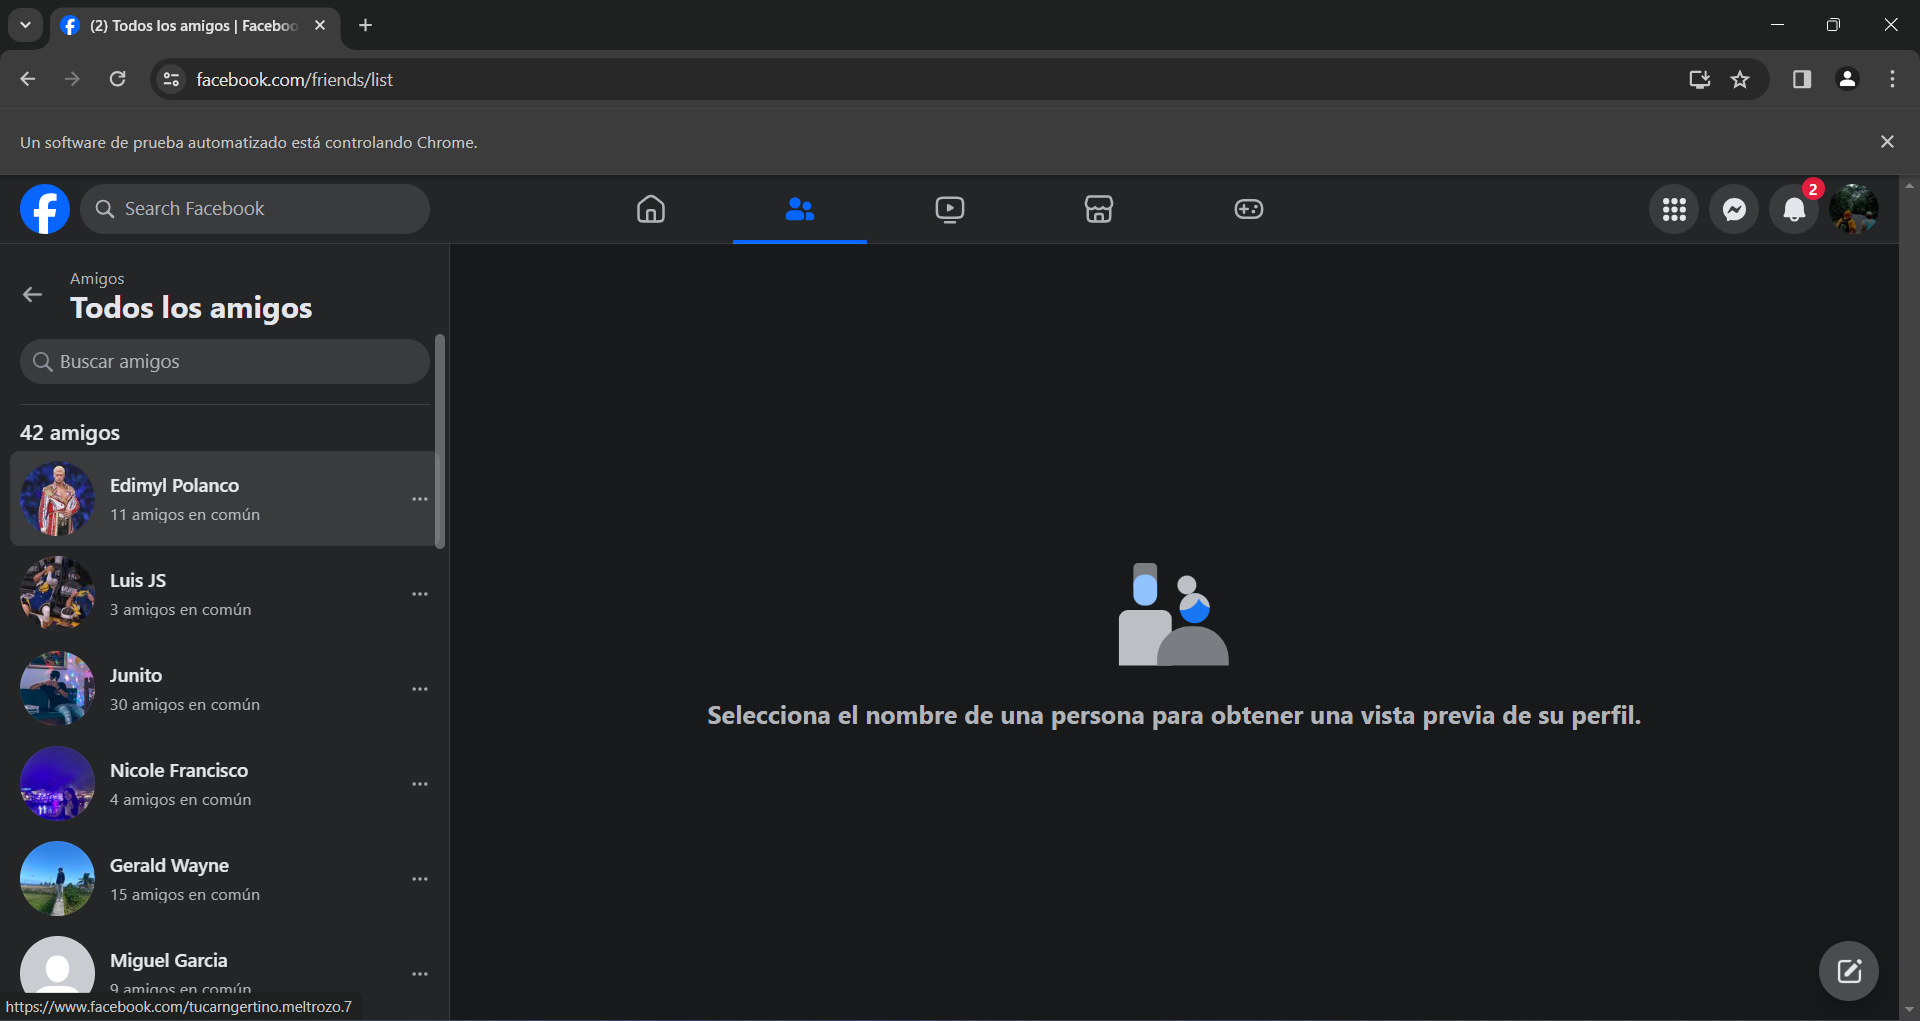 (2) Todos los amigos | Faceboo
facebook.com/friends/list
Un software de prueba automatizado está controlando Chrome.
Search Facebook
2
Amigos
Todos los amigos
Buscar amigos
42 amigos
Edimyl Polanco
11 amigos en común
Luis JS
3 amigos en común
Junito
30 amigos en común
Nicole Francisco
4 amigos en común
Gerald Wayne
15 amigos en común
Miguel Garcia
9 amigos en común
https://www.facebook.com/tucarngertino.meltrozo.7
Selecciona el nombre de una persona para obtener una vista previa de su perfil.